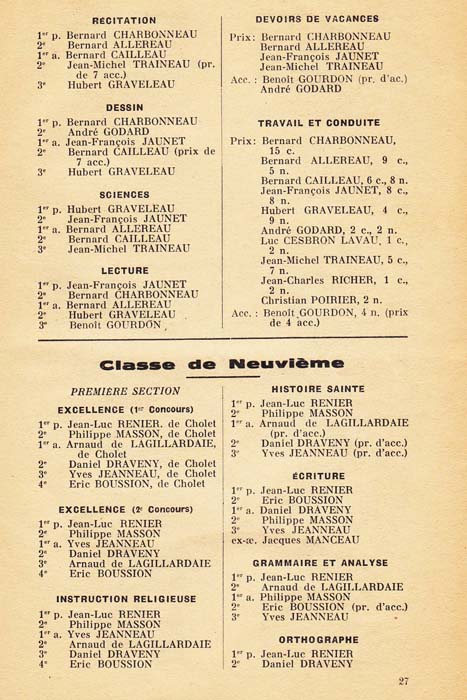 RÉCITATION
1er p. Bernard CHARBONNEAU
2e Bernard ALLEREAU
1er a. Bernard CAILLEAU
2e Jean-Michel TRAINEAU (pr.
de 7 acc.)
3e Hubert GRAVELEAU
DESSIN
1er p. Bernard CHARBONNEAU
2e André GODARD
1er a. Jean-François JAUNET
2e Bernard CAILLEAU (prix de
7 acc.)
3e Hubert GRAVELEAU
SCIENCES
1er p. Hubert GRAVELEAU
2e Jean-François JAUNET
1er a. Bernard ALLEREAU
2e Bernard CAILLEAU
3e Jean-Michel TRAINEAU
LECTURE
1er p. Jean-François JAUNET
2e Bernard CHARBONNEAU
1er a. Bernard ALLEREAU
2e Hubert GRAVELEAU
3e Benoît GOURDON
DEVOIRS DE VACANCES
Prix: Bernard CHARBONNEAU
Bernard ALLEREAU
Jean-François JAUNET
Jean-Michel TRAINEAU
Acc. : Benoît GOURDON (pr. d'ac.)
André GODARD
TRAVAIL ET CONDUITE
Prix: Bernard CHARBONNEAU,
15 c.
Bernard ALLEREAU, 9 c.,
5 n.
Bernard CAILLEAU, 6 c., 8 n.
Jean-François JAUNET, 8 c.,
8 n.
Hubert GRAVELEAU, 4 c.,
9 n.
André GODARD, 2 c., 2 n.
Luc CESBRON LAVAU, 1 c.,
2 n.
Jean-Michel TRAINEAU, 5 c.,
7 n.
Jean-Charles RICHER, 1 c.,
2 n.
Christian POIRIER, 2 n.
Acc. : Benoît GOURDON, 4 n. (prix
de 4 acc.)
Classe de Neuvième
PREMIÈRE SECTION
EXCELLENCE (1er Concours)
1er p. Jean-Luc RENIER. de Cholet
2e Philippe MASSON, de Cholet
1er a. Arnaud de LAGILLARDAIE,
de Cholet
2e Daniel DRAVENY, de Cholet
3e Yves JEANNEAU, de Cholet
4e Eric BOUSSION, de Cholet
EXCELLENCE (2e Concours)
1er p. Jean-Luc RENIER
2e Philippe MASSON
1er a. Yves JEANNEAU
2e Daniel DRAVENY
3e Arnaud de LAGILLARDAIE
4e Eric BOUSSION
INSTRUCTION RELIGIEUSE
1er p. Jean-Luc RENIER
2e Philippe MASSON
1er a. Yves JEANNEAU
2e Arnaud de LAGILLARDAIE
3e Daniel DRAVENY
4e Eric BOUSSION
HISTOIRE SAINTE
1er p. Jean-Luc RENIER
2e Philippe MASSON
1er a. Arnaud de LAGILLARDAIE
(pr. d'acc.)
2e Daniel DRAVENY (pr. d'acc.)
3e Yves JEANNEAU (pr. d'acc.)
ÉCRITURE
1er p. Jean-Luc RENIER
2e Eric BOUSSION
1er a. Daniel DRAVENY
2e Philippe MASSON
3e Yves JEANNEAU
ex-æ. Jacques MANCEAU
GRAMMAIRE ET ANALYSE
1er p. Jean-Luc RENIER
2e Arnaud de LAGILLARDAIE
1er a. Philippe MASSON
2e Eric BOUSSION (pr. d'acc.)
3e Yves JEANNEAU
ORTHOGRAPHE
1er p. Jean-Luc RENIER
2e Daniel DRAVENY
27